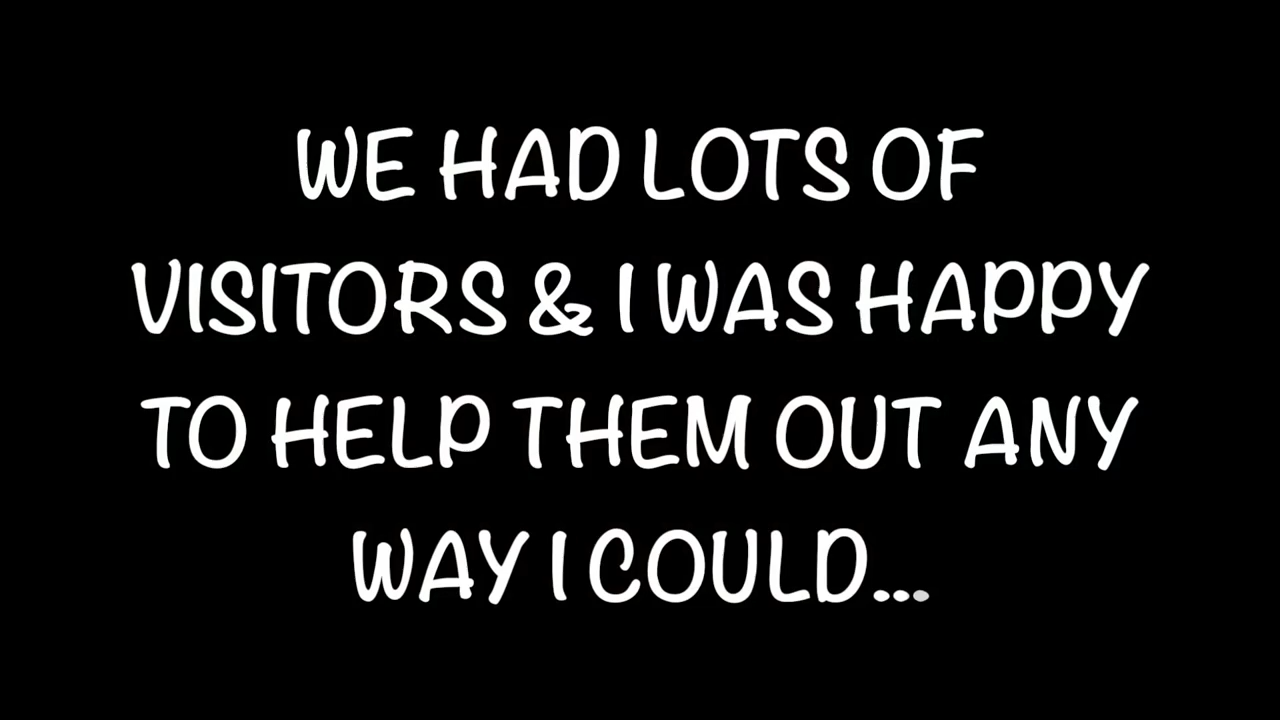 WE HAD LOTS OF
VISITORS & I WAS HAPPY
TO HELP THEM OUT ANY
WAY I COULD...